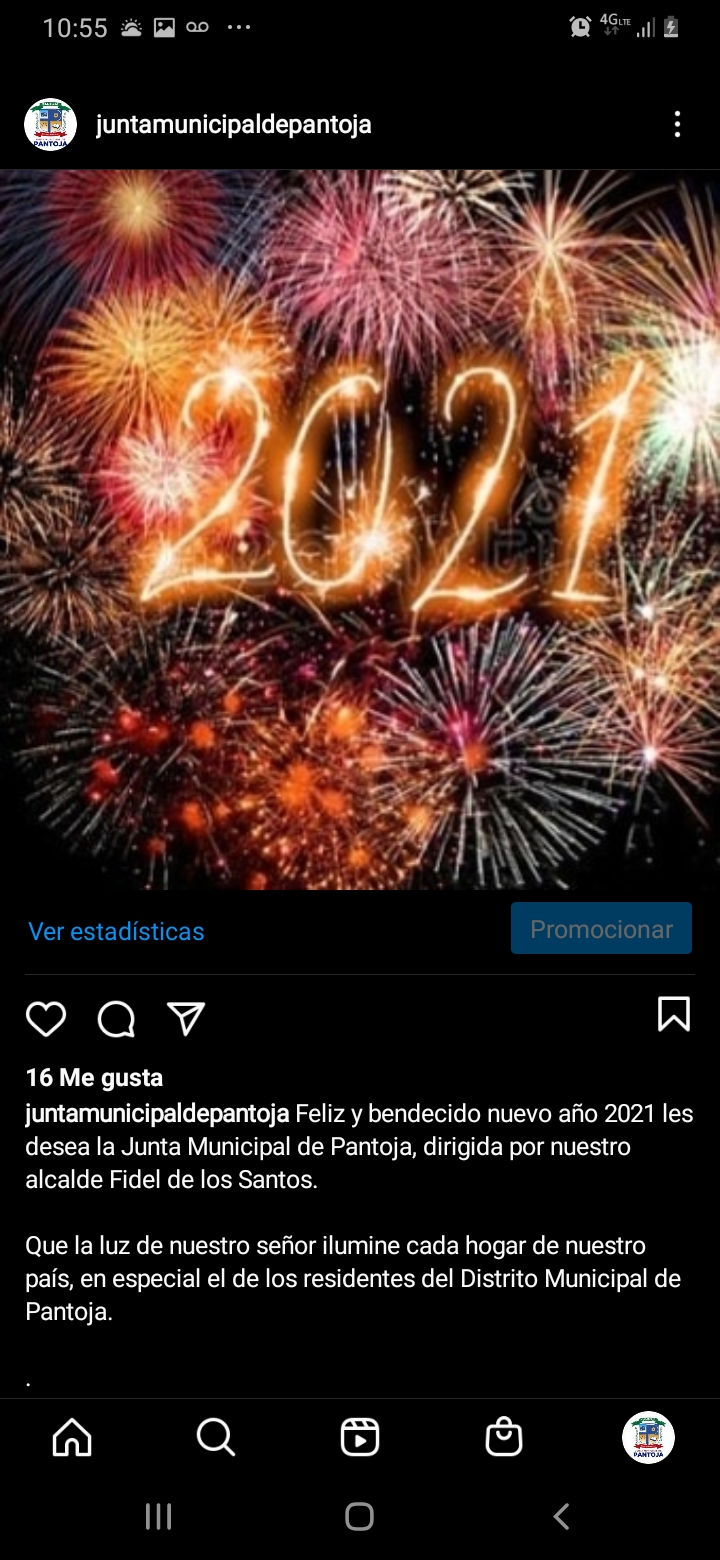 10:55
4G LTE
PANTOJA
juntamunicipaldepantoja
2021
Ver estadísticas
Promocionar
16 Me gusta
juntamunicipaldepantoja Feliz y bendecido nuevo año 2021 les
desea la Junta Municipal de Pantoja, dirigida por nuestro
alcalde Fidel de los Santos.
Que la luz de nuestro señor ilumine cada hogar de nuestro
país, en especial el de los residentes del Distrito Municipal de
Pantoja.
.
PANTOJA